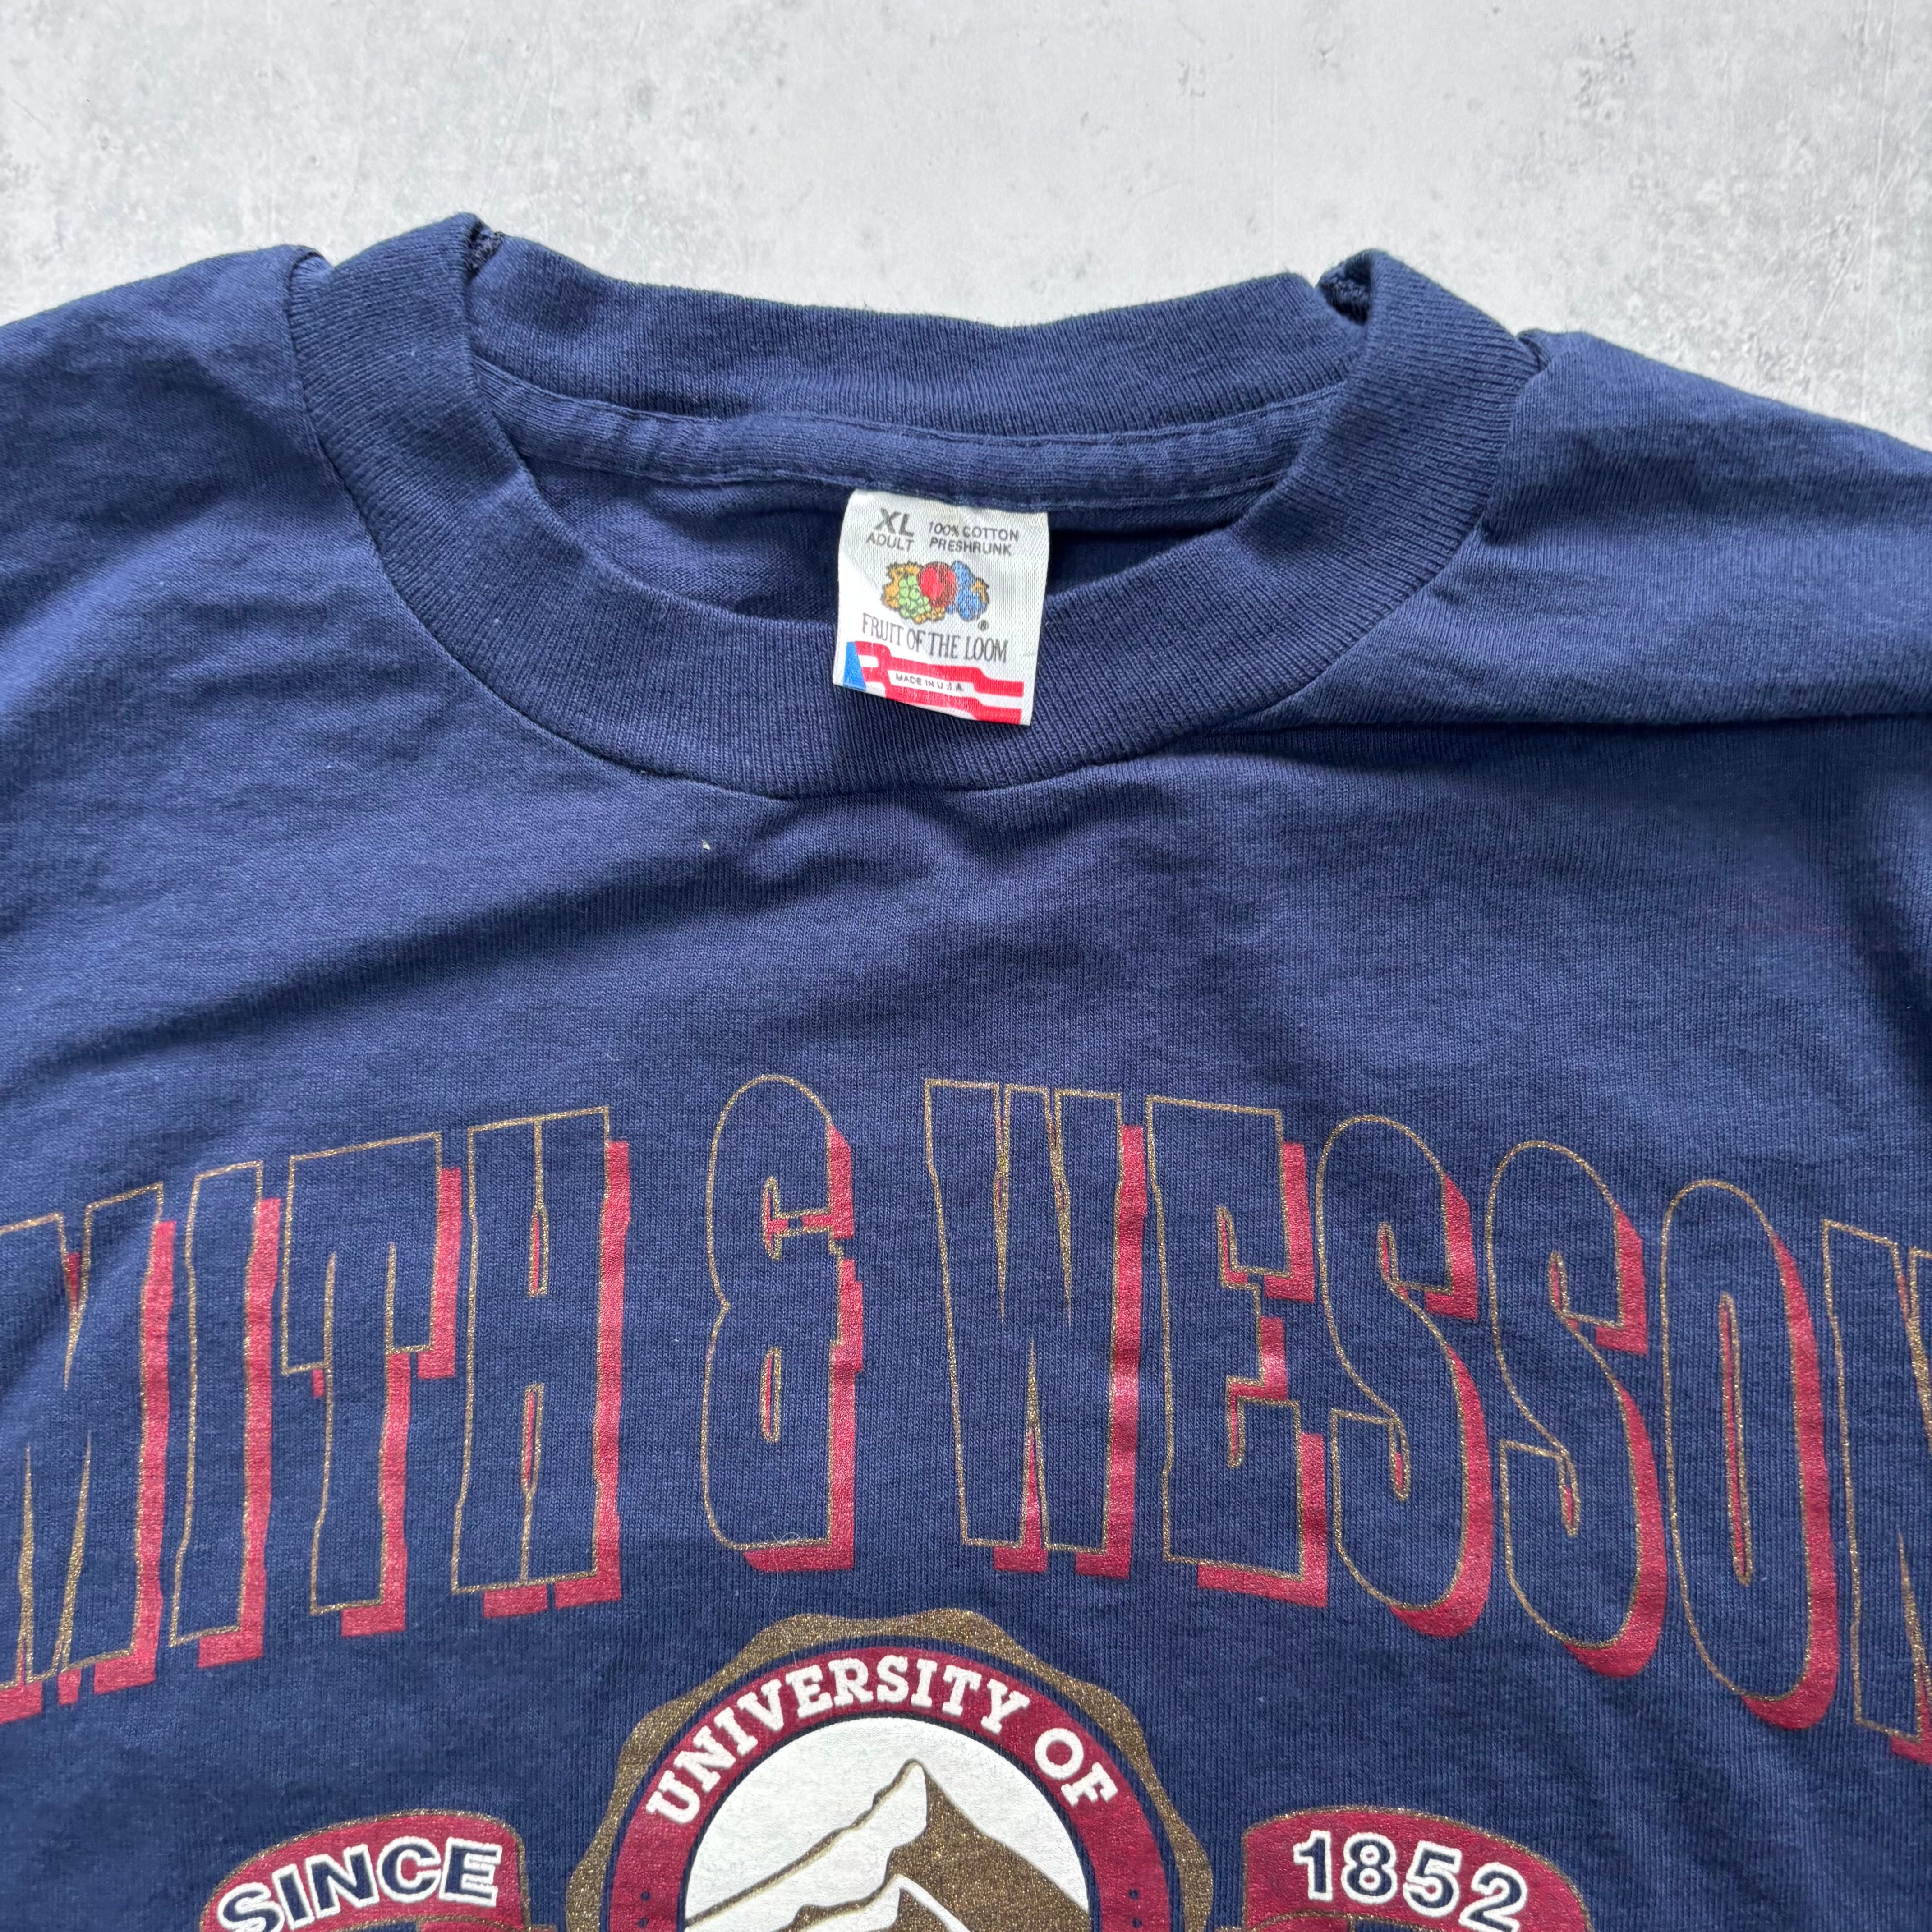 XL 100% COTTON
ADULT PRESHRUNK
®
FRUIT OF THE LOOM
MADE IN U.S.A.
MITH & WESSON
UNIVERSITY OF
SINCE 1852